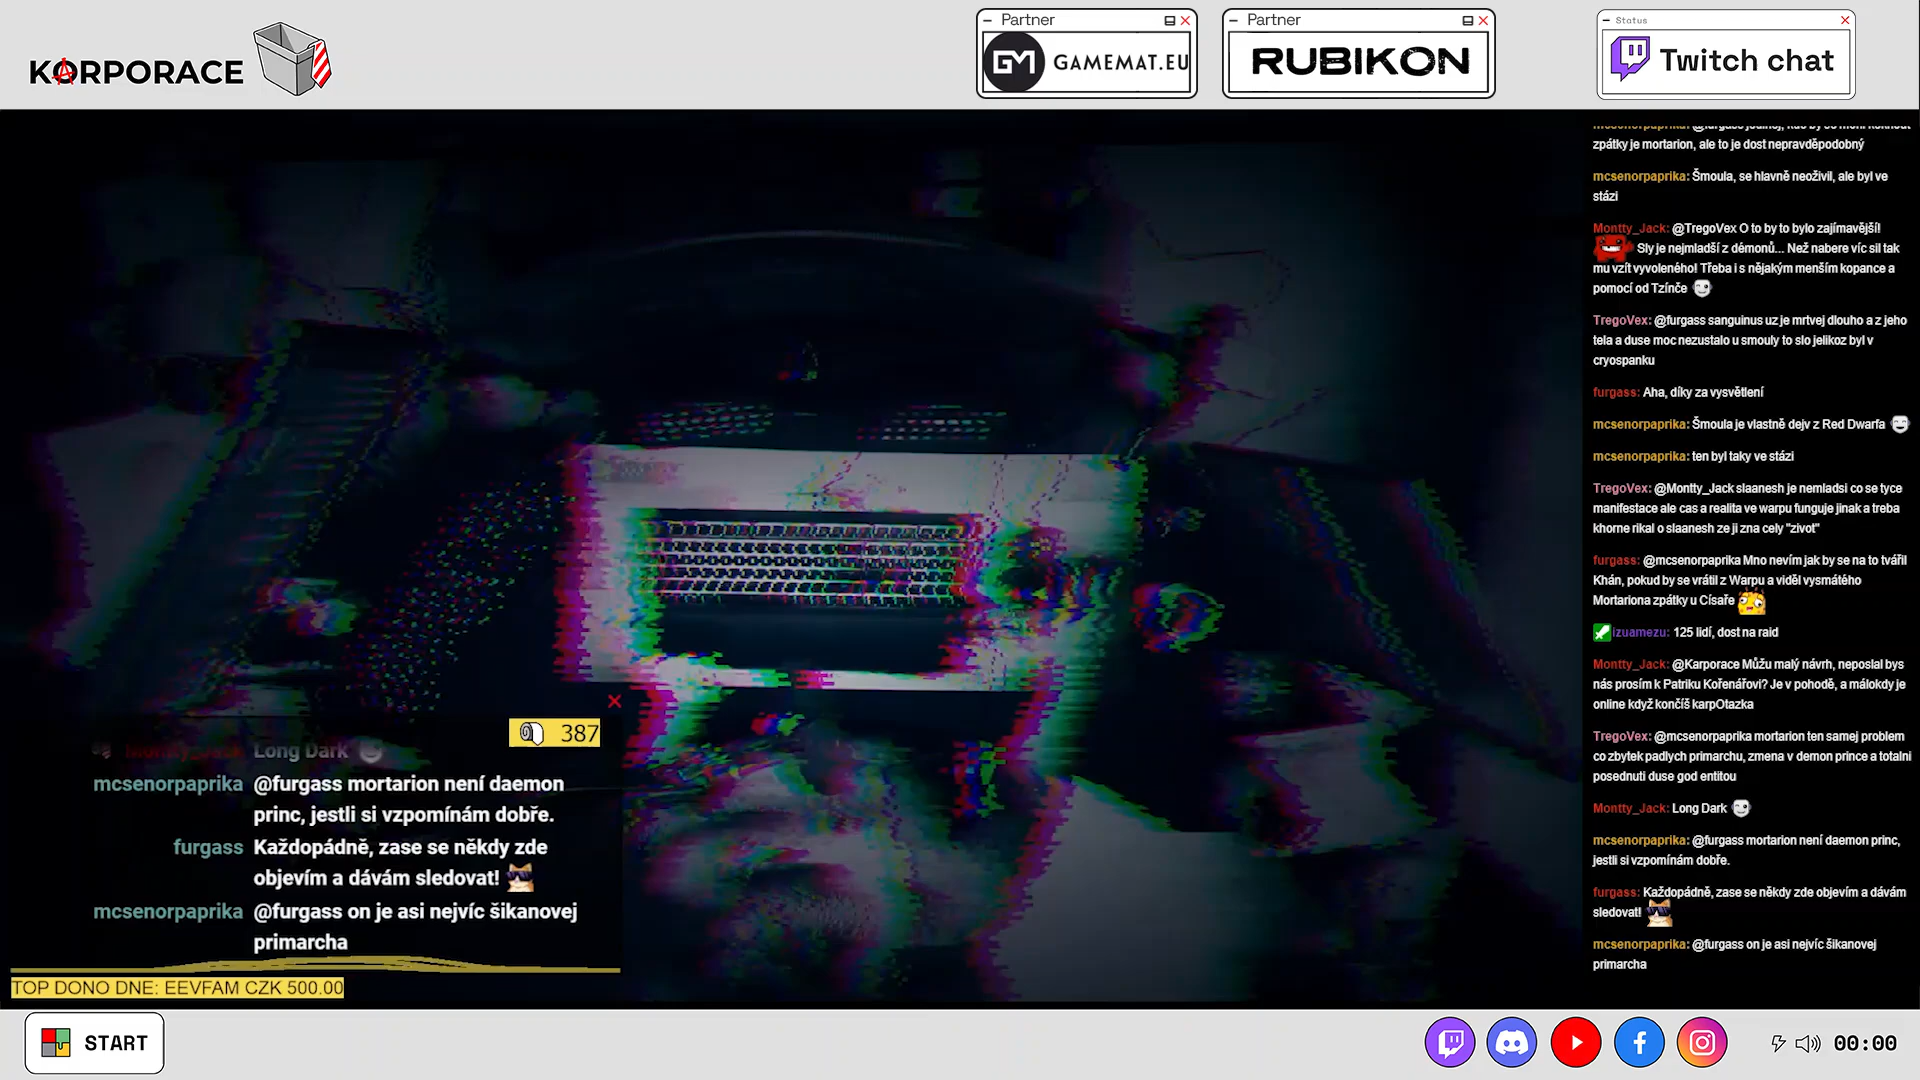 KORPORACE
Partner
GM GAMEMAT.EU
Partner
RUBIKON
Status
Twitch chat
zpátky je mortarion, ale to je dost nepravděpodobný
mcsenorpaprika: Šmoula, se hlavně neoživil, ale byl ve
stázi
Montty_Jack: @TregoVex O to by to bylo zajímavější!
Sly je nejmladší z démonů... Než nabere víc sil tak
mu vzít vyvoleného! Třeba i s nějakým menším kopance a
pomocí od Tzínče
TregoVex: @furgass sanguinus uz je mrtvej dlouho a z jeho
tela a duse moc nezustalo u smouly to slo jelikoz byl v
cryospanku
furgass: Aha, díky za vysvětlení
mcsenorpaprika: Šmoula je vlastně dejv z Red Dwarfa
mcsenorpaprika: ten byl taky ve stázi
TregoVex: @Montty_Jack slaanesh je nemladsi co se tyce
manifestace ale cas a realita ve warpu funguje jinak a treba
khorne rikal o slaanesh ze ji zna cely "zivot"
furgass: @mcsenorpaprika Mno nevím jak by se na to tvářil
Khán, pokud by se vrátil z Warpu a viděl vysmátého
Mortariona zpátky u Císaře
izuamezu: 125 lidí, dost na raid
Montty_Jack: @Karporace Můžu malý návrh, neposlal bys
nás prosím k Patriku Kořenářovi? Je v pohodě, a málokdy je
online když končíš karpOtazka
TregoVex: @mcsenorpaprika mortarion ten samej problem
co zbytek padlych primarchu, zmena v demon prince a totalni
posednuti duse god entitou
Montty_Jack: Long Dark
mcsenorpaprika: @furgass mortarion není daemon princ,
jestli si vzpomínám dobře.
furgass: Každopádně, zase se někdy zde objevím a dávám
sledovat!
mcsenorpaprika: @furgass on je asi nejvíc šikanovej
primarcha
387
Montty_Jack Long Dark
mcsenorpaprika @furgass mortarion není daemon
princ, jestli si vzpomínám dobře.
furgass Každopádně, zase se někdy zde
objevím a dávám sledovat!
mcsenorpaprika @furgass on je asi nejvíc šikanovej
primarcha
TOP DONO DNE: EEVFAM CZK 500.00
START
00:00